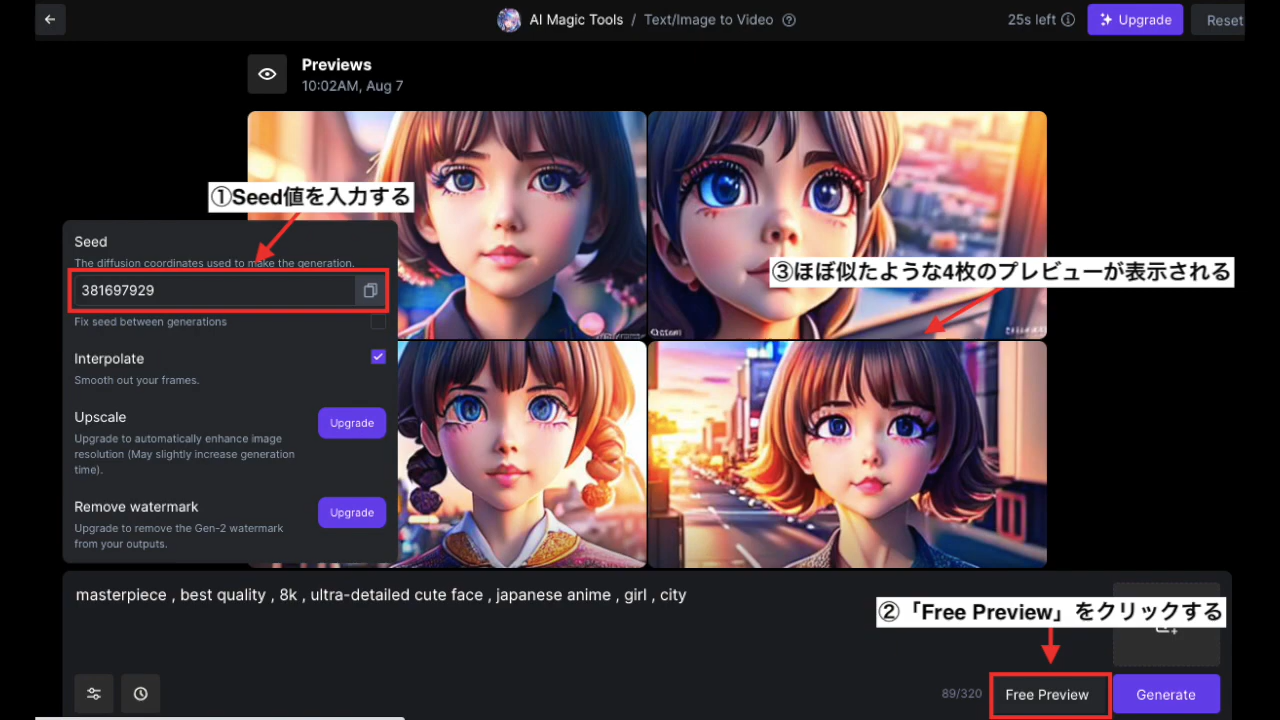 AI Magic Tools / Text/Image to Video
25s left
Upgrade
Reset
Previews
10:02AM, Aug 7
①Seed値を入力する
Seed
The diffusion coordinates used to make the generation.
381697929
Fix seed between generations
Interpolate
Smooth out your frames.
Upscale
Upgrade
Upgrade to automatically enhance image
resolution (May slightly increase generation
time).
Remove watermark
Upgrade
Upgrade to remove the Gen-2 watermark
from your outputs.
③ほぼ似たような4枚のプレビューが表示される
masterpiece , best quality , 8k , ultra-detailed cute face , japanese anime , girl , city
②「Free Preview」をクリックする
89/320
Free Preview
Generate